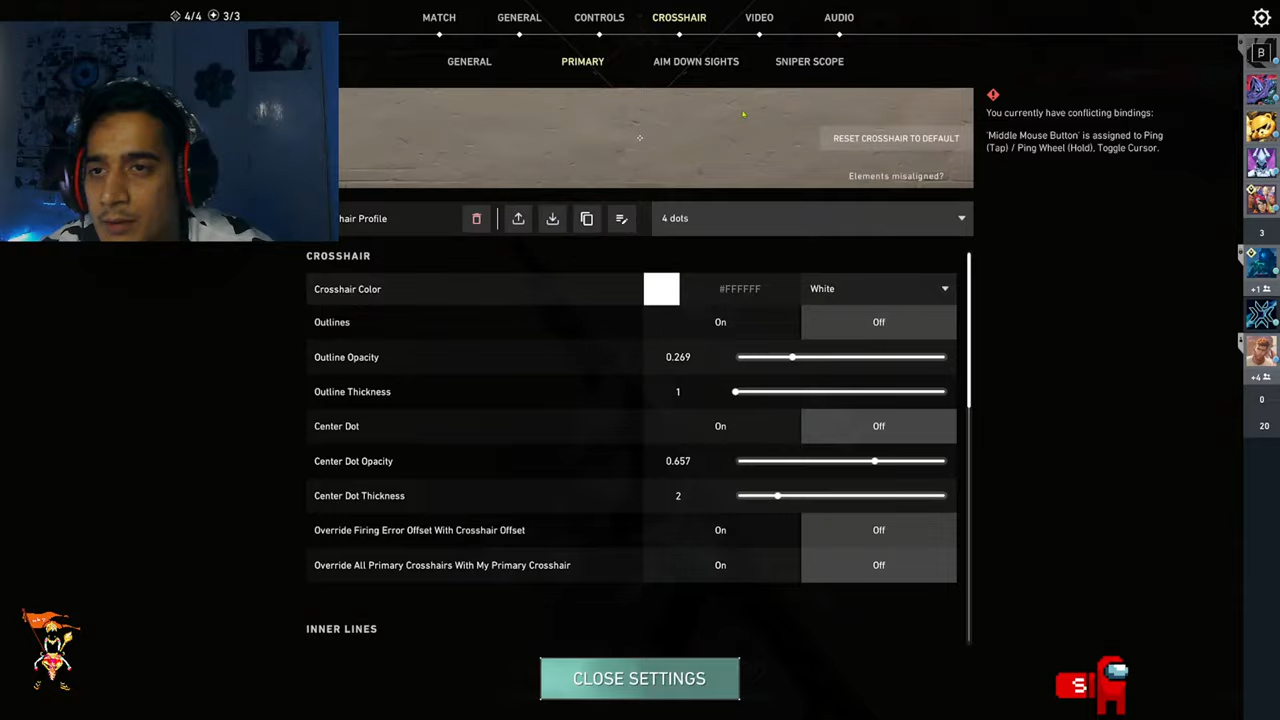 4/4 3/3
MATCH GENERAL CONTROLS CROSSHAIR VIDEO AUDIO
GENERAL PRIMARY AIM DOWN SIGHTS SNIPER SCOPE
B
You currently have conflicting bindings:
'Middle Mouse Button' is assigned to Ping
(Tap) / Ping Wheel (Hold), Toggle Cursor.
RESET CROSSHAIR TO DEFAULT
Elements misaligned?
hair Profile 4 dots
3
CROSSHAIR
Crosshair Color #FFFFFF White
+1
Outlines On Off
Outline Opacity 0.269
+4
Outline Thickness 1
0
Center Dot On Off
20
Center Dot Opacity 0.657
Center Dot Thickness 2
Override Firing Error Offset With Crosshair Offset On Off
Override All Primary Crosshairs With My Primary Crosshair On Off
INNER LINES
CLOSE SETTINGS
S